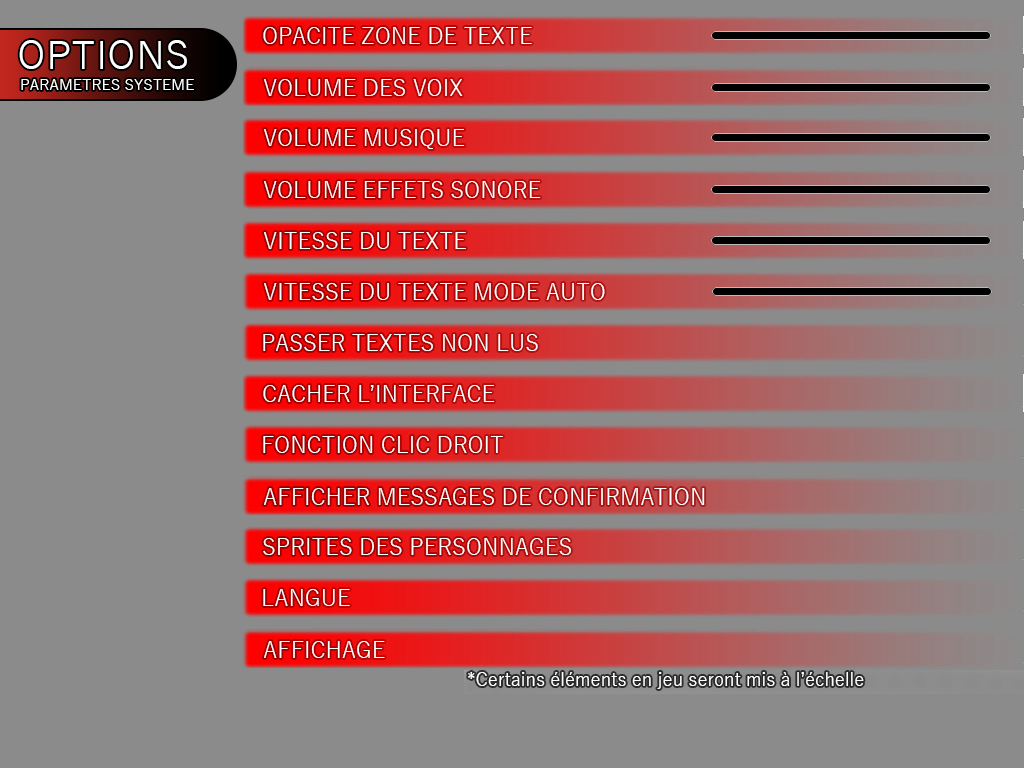 OPTIONS
PARAMETRES SYSTEME
OPACITE ZONE DE TEXTE
VOLUME DES VOIX
VOLUME MUSIQUE
VOLUME EFFETS SONORE
VITESSE DU TEXTE
VITESSE DU TEXTE MODE AUTO
PASSER TEXTES NON LUS
CACHER L’INTERFACE
FONCTION CLIC DROIT
AFFICHER MESSAGES DE CONFIRMATION
SPRITES DES PERSONNAGES
LANGUE
AFFICHAGE
*Certains éléments en jeu seront mis à l’échelle